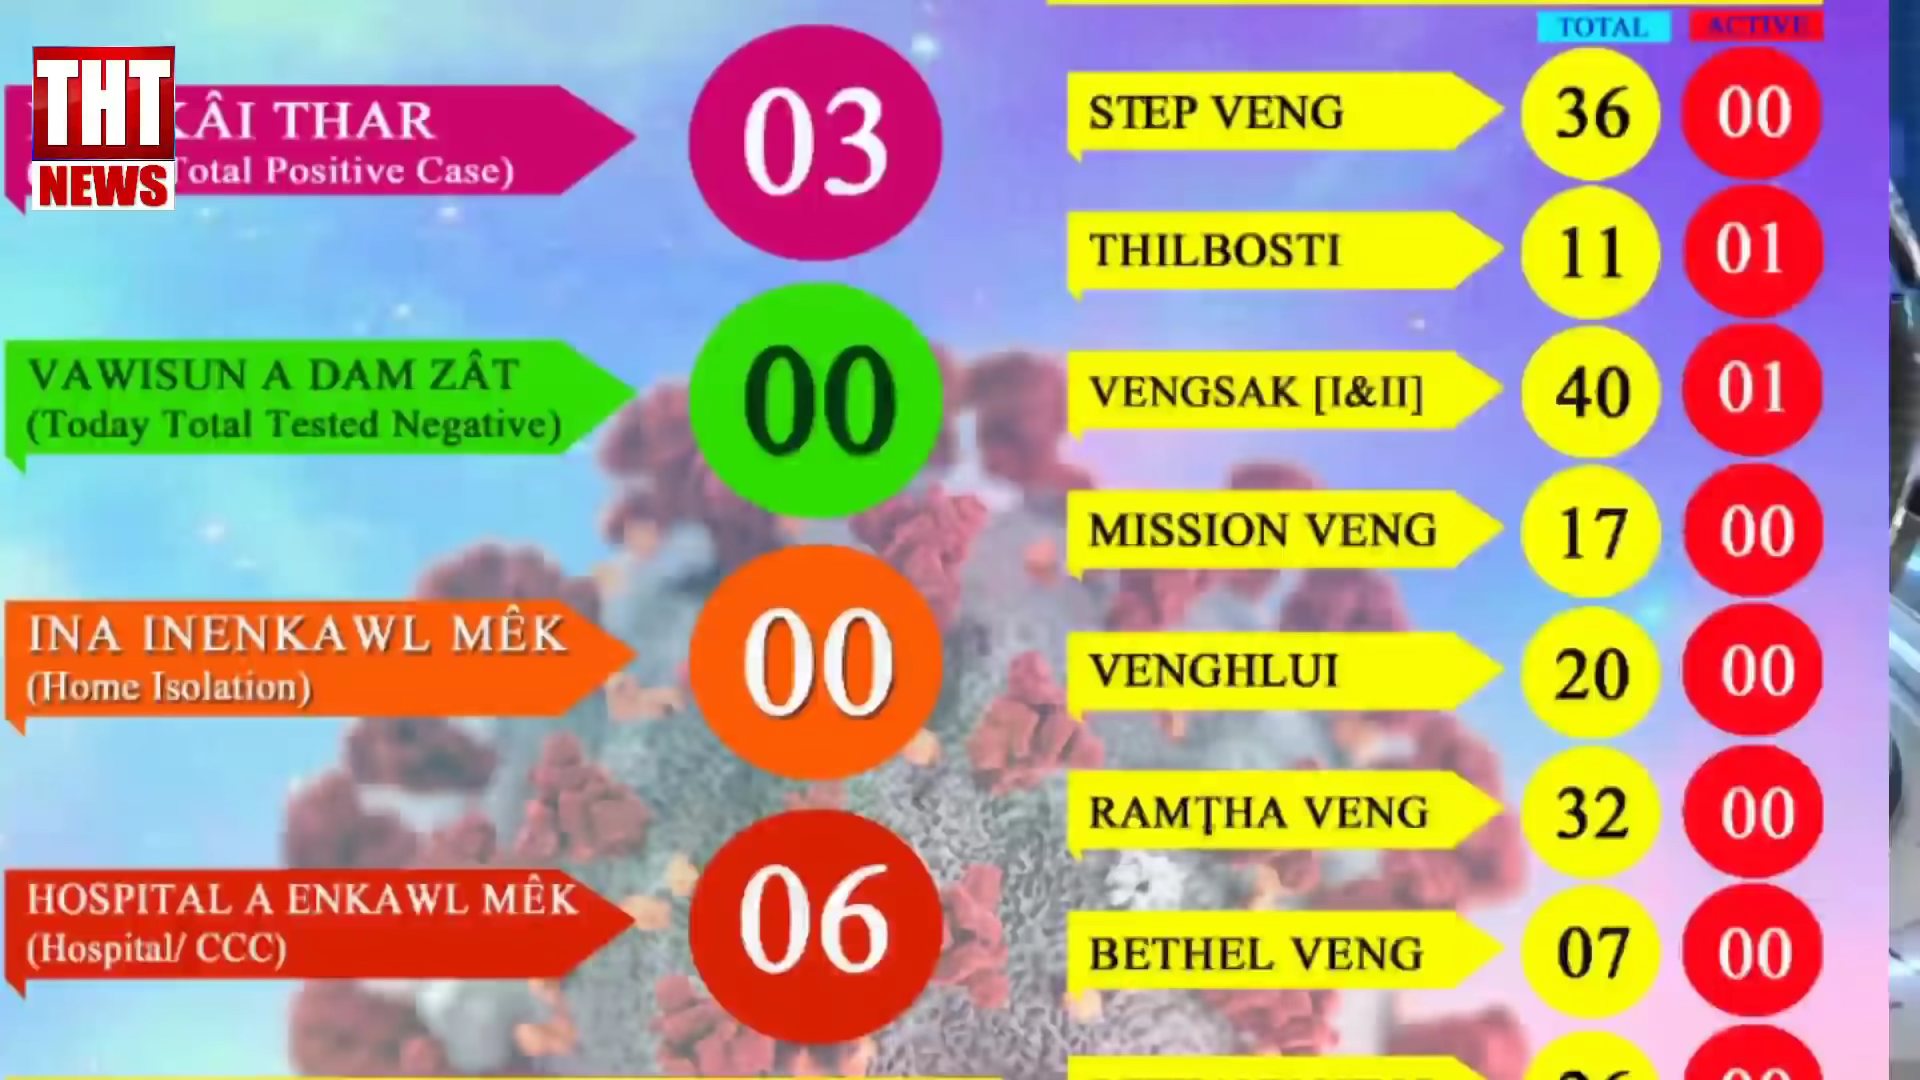 THT
NEWS
THAR
Total Positive Case)
03
VAWISUN A DAM ZÂT
(Today Total Tested Negative)
00
INA INENKAWL MÊK
(Home Isolation)
00
HOSPITAL A ENKAWL MÊK
(Hospital/ CCC)
06
TOTAL ACTIVE
STEP VENG 36 00
THILBOSTI 11 01
VENGSAK [I&II] 40 01
MISSION VENG 17 00
VENGHLUI 20 00
RAMṬHA VENG 32 00
BETHEL VENG 07 00